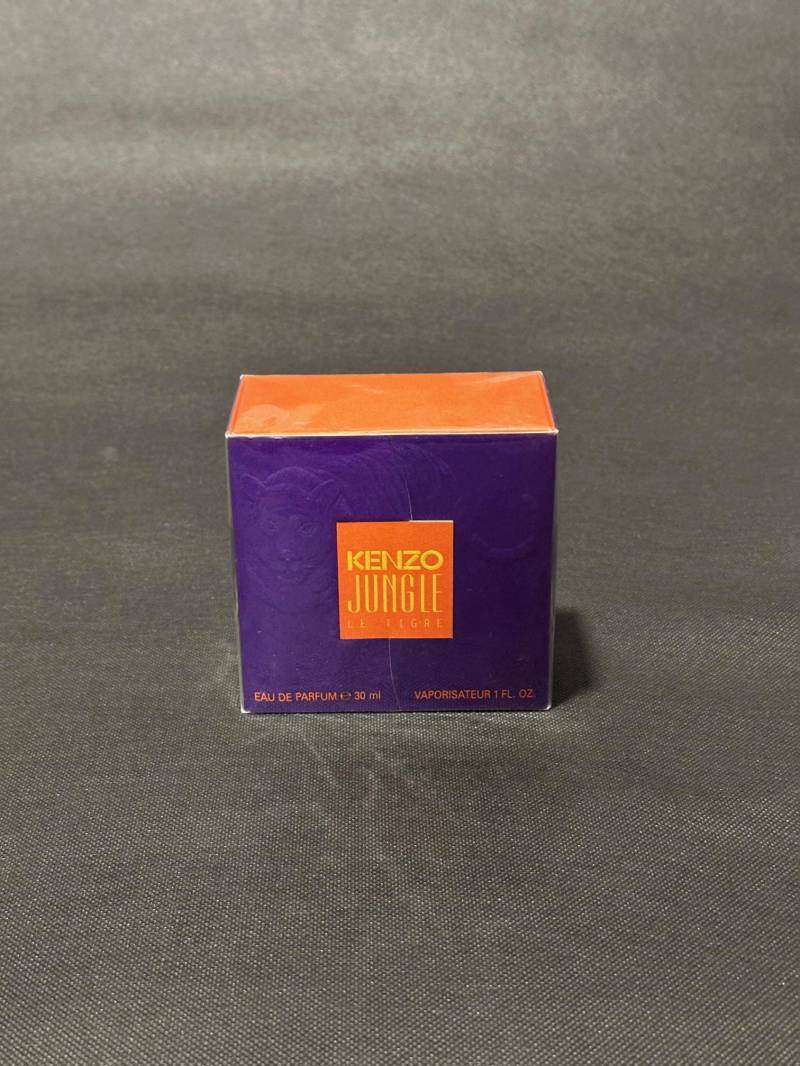 KENZO
JUNGLE
LE TIGRE
EAU DE PARFUM ℮ 30 ml VAPORISATEUR 1 FL. OZ.